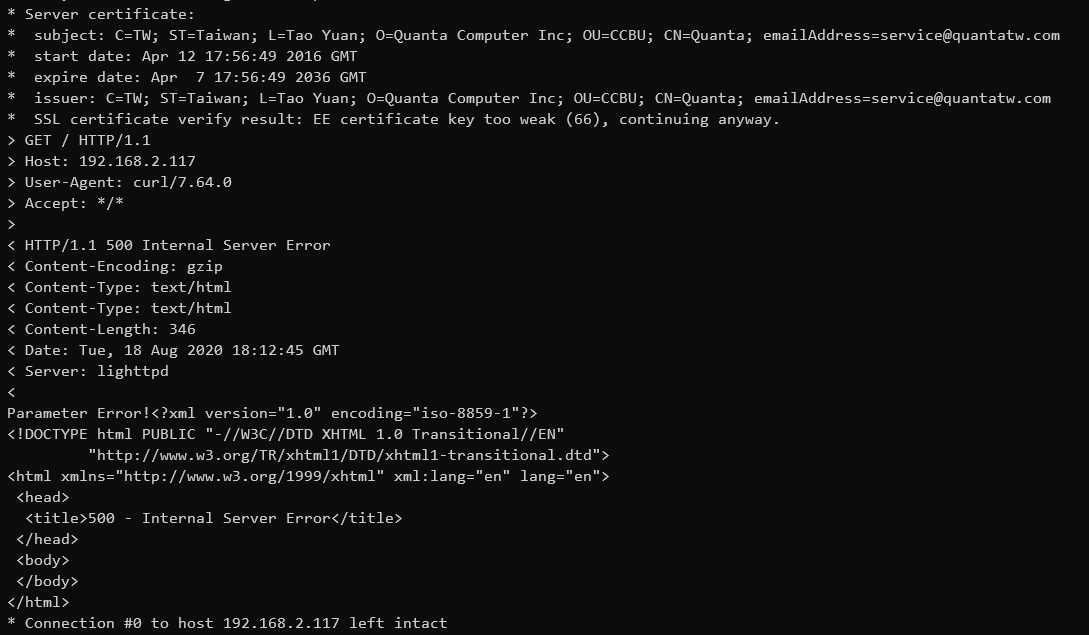 * Server certificate:
*  subject: C=TW; ST=Taiwan; L=Tao Yuan; O=Quanta Computer Inc; OU=CCBU; CN=Quanta; emailAddress=service@quantatw.com
*  start date: Apr 12 17:56:49 2016 GMT
*  expire date: Apr  7 17:56:49 2036 GMT
*  issuer: C=TW; ST=Taiwan; L=Tao Yuan; O=Quanta Computer Inc; OU=CCBU; CN=Quanta; emailAddress=service@quantatw.com
*  SSL certificate verify result: EE certificate key too weak (66), continuing anyway.
> GET / HTTP/1.1
> Host: 192.168.2.117
> User-Agent: curl/7.64.0
> Accept: */*
>
< HTTP/1.1 500 Internal Server Error
< Content-Encoding: gzip
< Content-Type: text/html
< Content-Type: text/html
< Content-Length: 346
< Date: Tue, 18 Aug 2020 18:12:45 GMT
< Server: lighttpd
<
Parameter Error!<?xml version="1.0" encoding="iso-8859-1"?>
<!DOCTYPE html PUBLIC "-//W3C//DTD XHTML 1.0 Transitional//EN"
         "http://www.w3.org/TR/xhtml1/DTD/xhtml1-transitional.dtd">
<html xmlns="http://www.w3.org/1999/xhtml" xml:lang="en" lang="en">
 <head>
  <title>500 - Internal Server Error</title>
 </head>
 <body>
 </body>
</html>
* Connection #0 to host 192.168.2.117 left intact